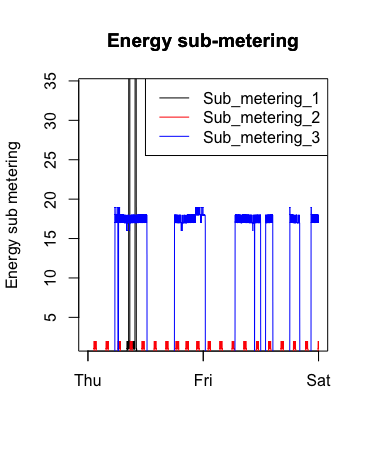 Energy sub-metering
Energy sub metering
35
30
25
20
15
10
5
Sub_metering_1
Sub_metering_2
Sub_metering_3
Thu Fri Sat